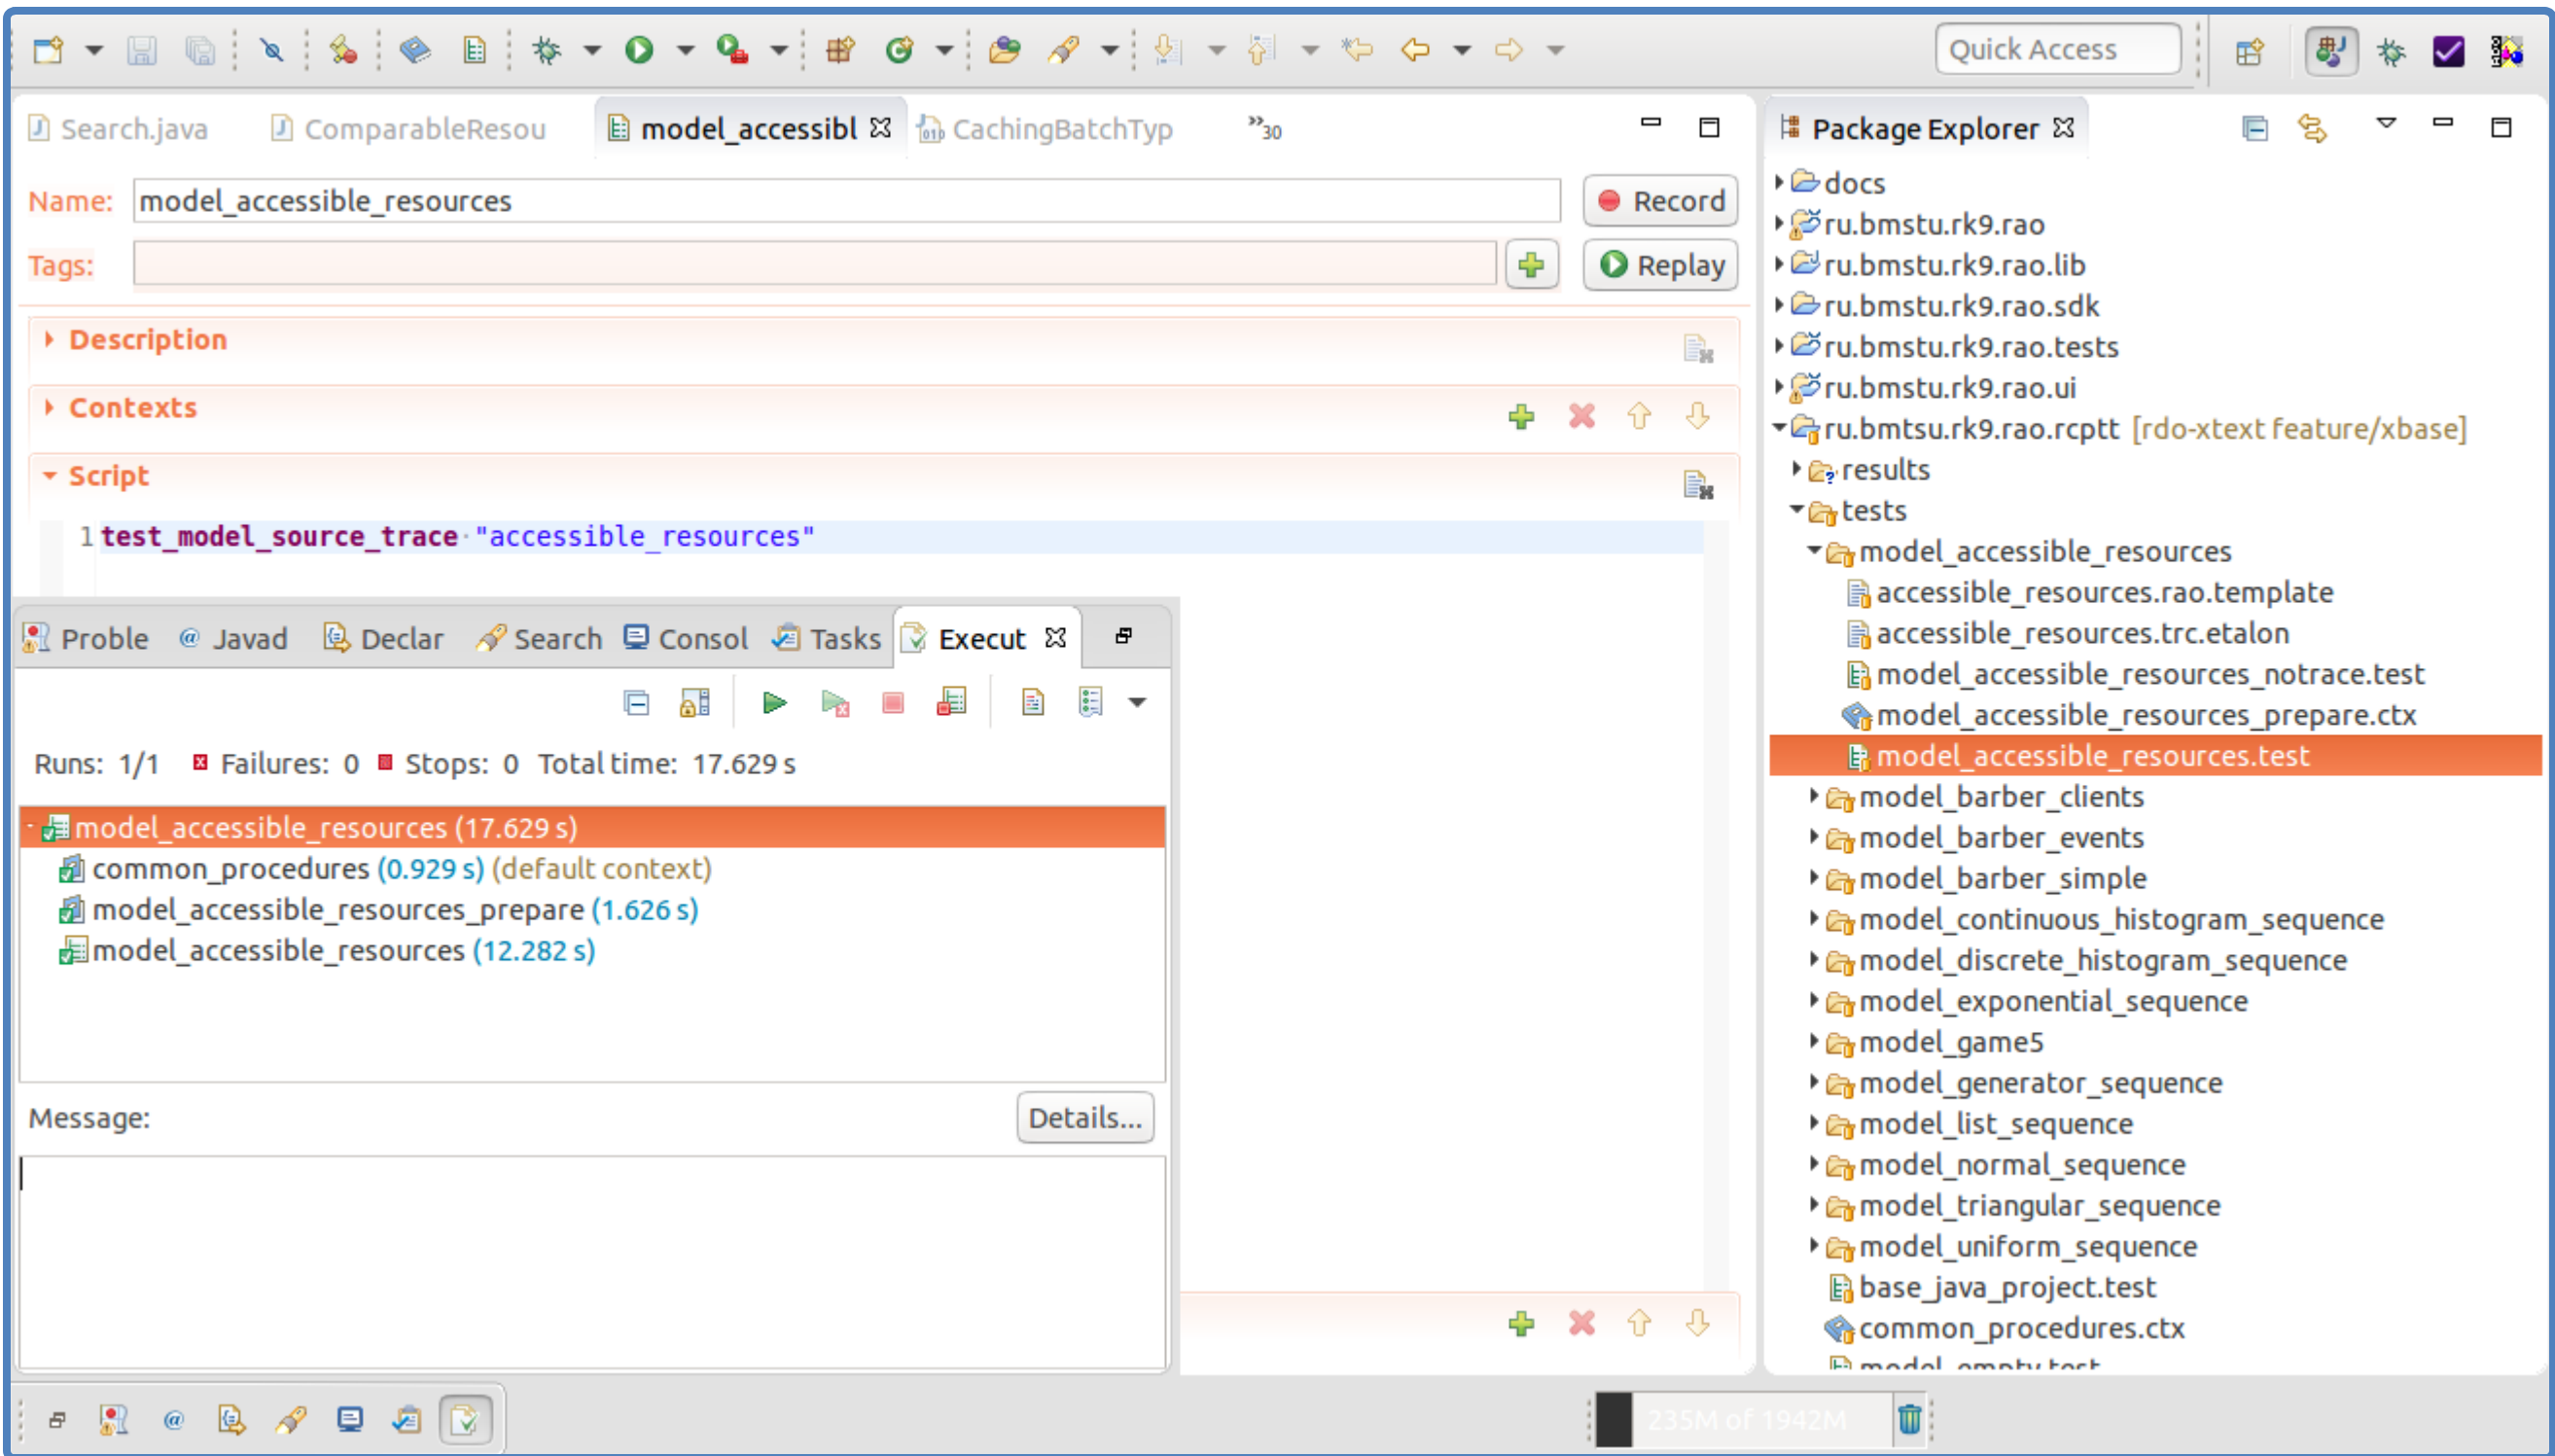 Quick Access
Search.java
ComparableResou
model_accessibl
CachingBatchTyp
»30
Name: model_accessible_resources
Record
Tags:
Replay
Description
Contexts
Script
1 test_model_source_trace "accessible_resources"
Proble
@ Javad
Declar
Search
Consol
Tasks
Execut
Runs: 1/1 Failures: 0 Stops: 0 Total time: 17.629 s
model_accessible_resources (17.629 s)
common_procedures (0.929 s) (default context)
model_accessible_resources_prepare (1.626 s)
model_accessible_resources (12.282 s)
Message:
Details...
Package Explorer
docs
ru.bmstu.rk9.rao
ru.bmstu.rk9.rao.lib
ru.bmstu.rk9.rao.sdk
ru.bmstu.rk9.rao.tests
ru.bmstu.rk9.rao.ui
ru.bmtsu.rk9.rao.rcptt [rdo-xtext feature/xbase]
results
tests
model_accessible_resources
accessible_resources.rao.template
accessible_resources.trc.etalon
model_accessible_resources_notrace.test
model_accessible_resources_prepare.ctx
model_accessible_resources.test
model_barber_clients
model_barber_events
model_barber_simple
model_continuous_histogram_sequence
model_discrete_histogram_sequence
model_exponential_sequence
model_game5
model_generator_sequence
model_list_sequence
model_normal_sequence
model_triangular_sequence
model_uniform_sequence
base_java_project.test
common_procedures.ctx
model_empty.test
235M of 1942M